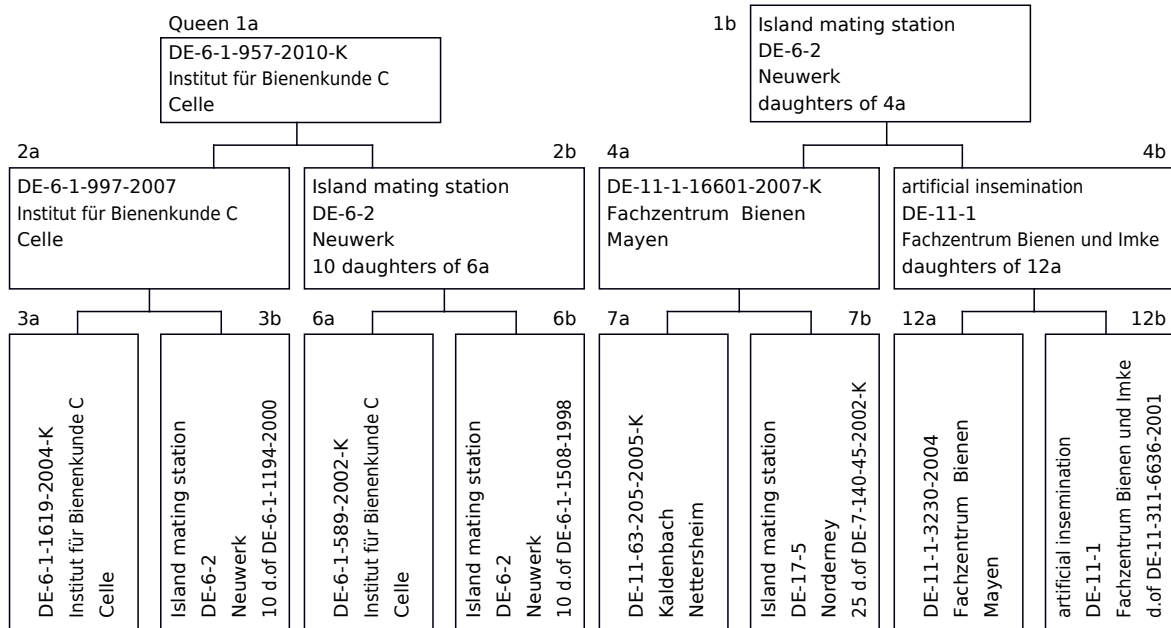 Queen 1a
DE-6-1-957-2010-K
Institut für Bienenkunde C
Celle
1b
Island mating station
DE-6-2
Neuwerk
daughters of 4a
2a
DE-6-1-997-2007
Institut für Bienenkunde C
Celle
2b
Island mating station
DE-6-2
Neuwerk
10 daughters of 6a
4a
DE-11-1-16601-2007-K
Fachzentrum Bienen
Mayen
4b
artificial insemination
DE-11-1
Fachzentrum Bienen und Imke
daughters of 12a
3a
DE-6-1-1619-2004-K
Institut für Bienenkunde C
Celle
3b
Island mating station
DE-6-2
Neuwerk
10 d.of DE-6-1-1194-2000
6a
DE-6-1-589-2002-K
Institut für Bienenkunde C
Celle
6b
Island mating station
DE-6-2
Neuwerk
10 d.of DE-6-1-1508-1998
7a
DE-11-63-205-2005-K
Kaldenbach
Nettersheim
7b
Island mating station
DE-17-5
Norderney
25 d.of DE-7-140-45-2002-K
12a
DE-11-1-3230-2004
Fachzentrum Bienen
Mayen
12b
artificial insemination
DE-11-1
Fachzentrum Bienen und Imke
d.of DE-11-311-6636-2001